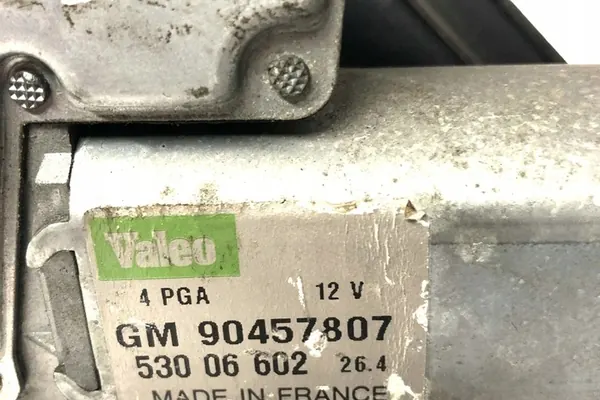 Valeo
4 PGA 12 V
GM 90457807
530 06 602 26.4
MADE IN FRANCE